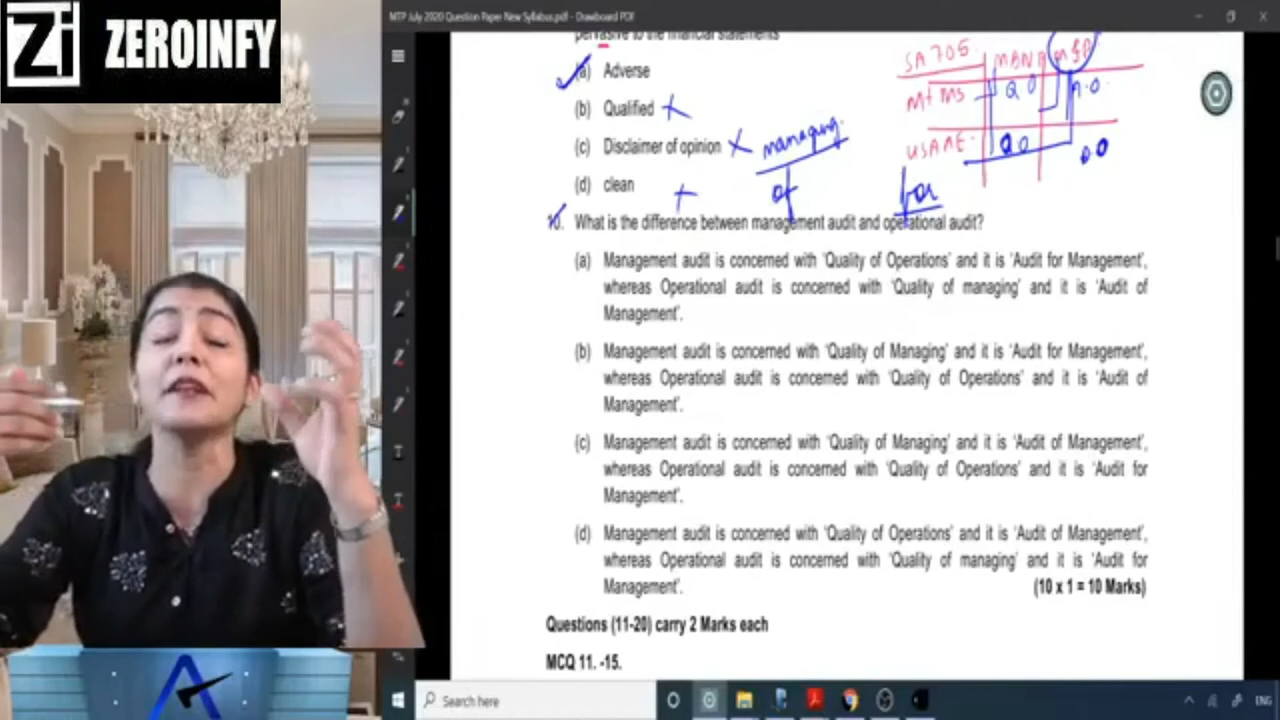 Zi ZEROINFY
MTP July 2020 Question Paper New Syllabus.pdf - Drawboard PDF
pervasive to the financial statements
(a) Adverse
(b) Qualified
(c) Disclaimer of opinion
(d) clean
SA 705
MBNP
M&P
Mt Ms
Q O
A.O.
USAAE
Q O
DO
managing
of
for
10. What is the difference between management audit and operational audit?
(a) Management audit is concerned with 'Quality of Operations' and it is 'Audit for Management',
whereas Operational audit is concerned with 'Quality of managing' and it is 'Audit of
Management'.
(b) Management audit is concerned with 'Quality of Managing' and it is 'Audit for Management',
whereas Operational audit is concerned with 'Quality of Operations' and it is 'Audit of
Management'.
(c) Management audit is concerned with 'Quality of Managing' and it is 'Audit of Management',
whereas Operational audit is concerned with 'Quality of Operations' and it is 'Audit for
Management'.
(d) Management audit is concerned with 'Quality of Operations' and it is 'Audit of Management',
whereas Operational audit is concerned with 'Quality of managing' and it is 'Audit for
Management'.
(10 x 1 = 10 Marks)
Questions (11-20) carry 2 Marks each
MCQ 11. -15.
Search here
ENG